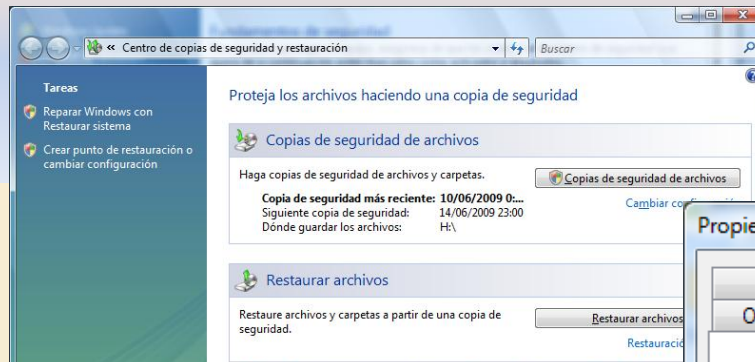 Centro de copias de seguridad y restauración
Buscar
Tareas
Reparar Windows con
Restaurar sistema
Crear punto de restauración o
cambiar configuración
Proteja los archivos haciendo una copia de seguridad
Copias de seguridad de archivos
Haga copias de seguridad de archivos y carpetas.
Copias de seguridad de archivos
Copia de seguridad más reciente: 10/06/2009 0:...
Siguiente copia de seguridad: 14/06/2009 23:00
Dónde guardar los archivos: H:\
Cambiar
Restaurar archivos
Restaure archivos y carpetas a partir de una copia de
seguridad.
Restaurar archivos